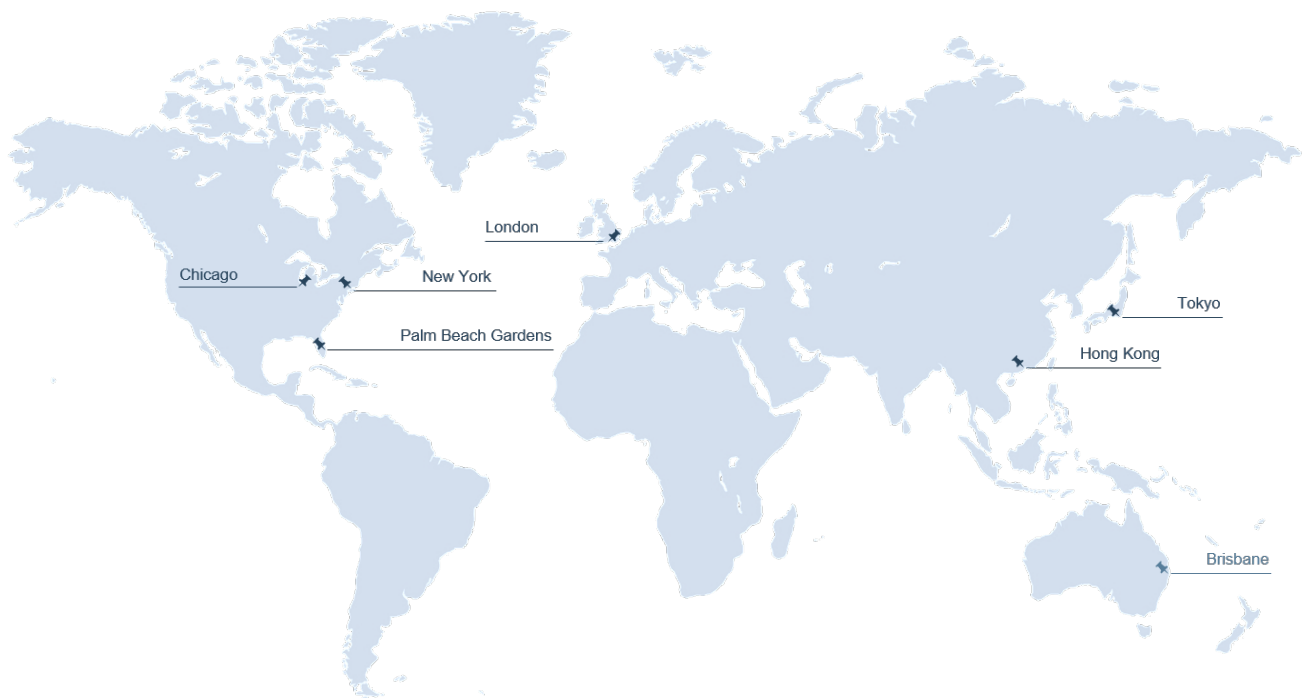 London
Chicago
New York
Tokyo
Palm Beach Gardens
Hong Kong
Brisbane